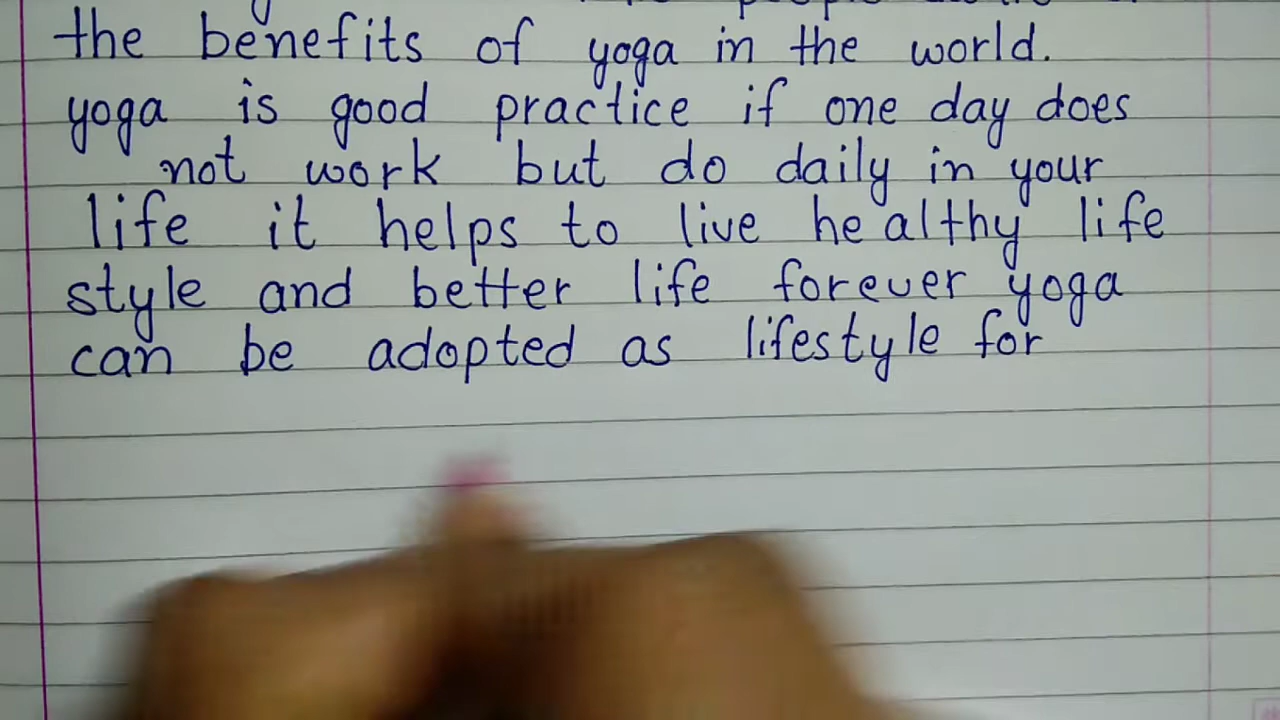 the benefits of yoga in the world.
yoga is good practice if one day does
not work but do daily in your
life it helps to live healthy life
style and better life forever yoga
can be adopted as lifestyle for